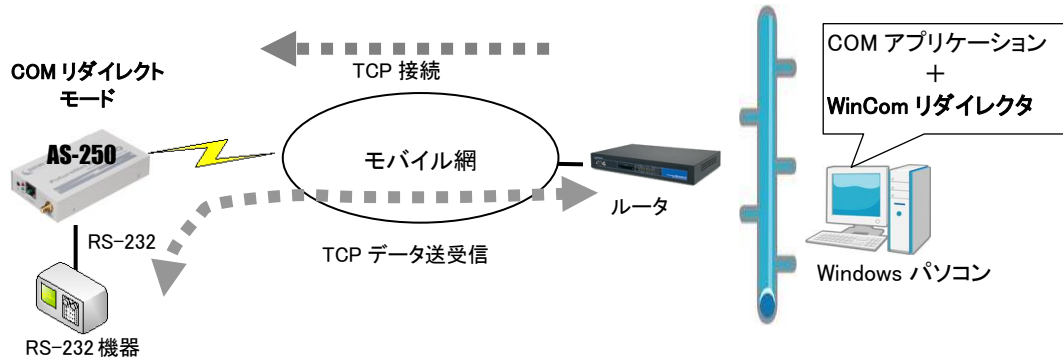 COM リダイレクト
モード
AS-250
TCP 接続
モバイル網
ルータ
COM アプリケーション
+
WinCom リダイレクタ
RS-232
TCP データ送受信
Windows パソコン
RS-232 機器